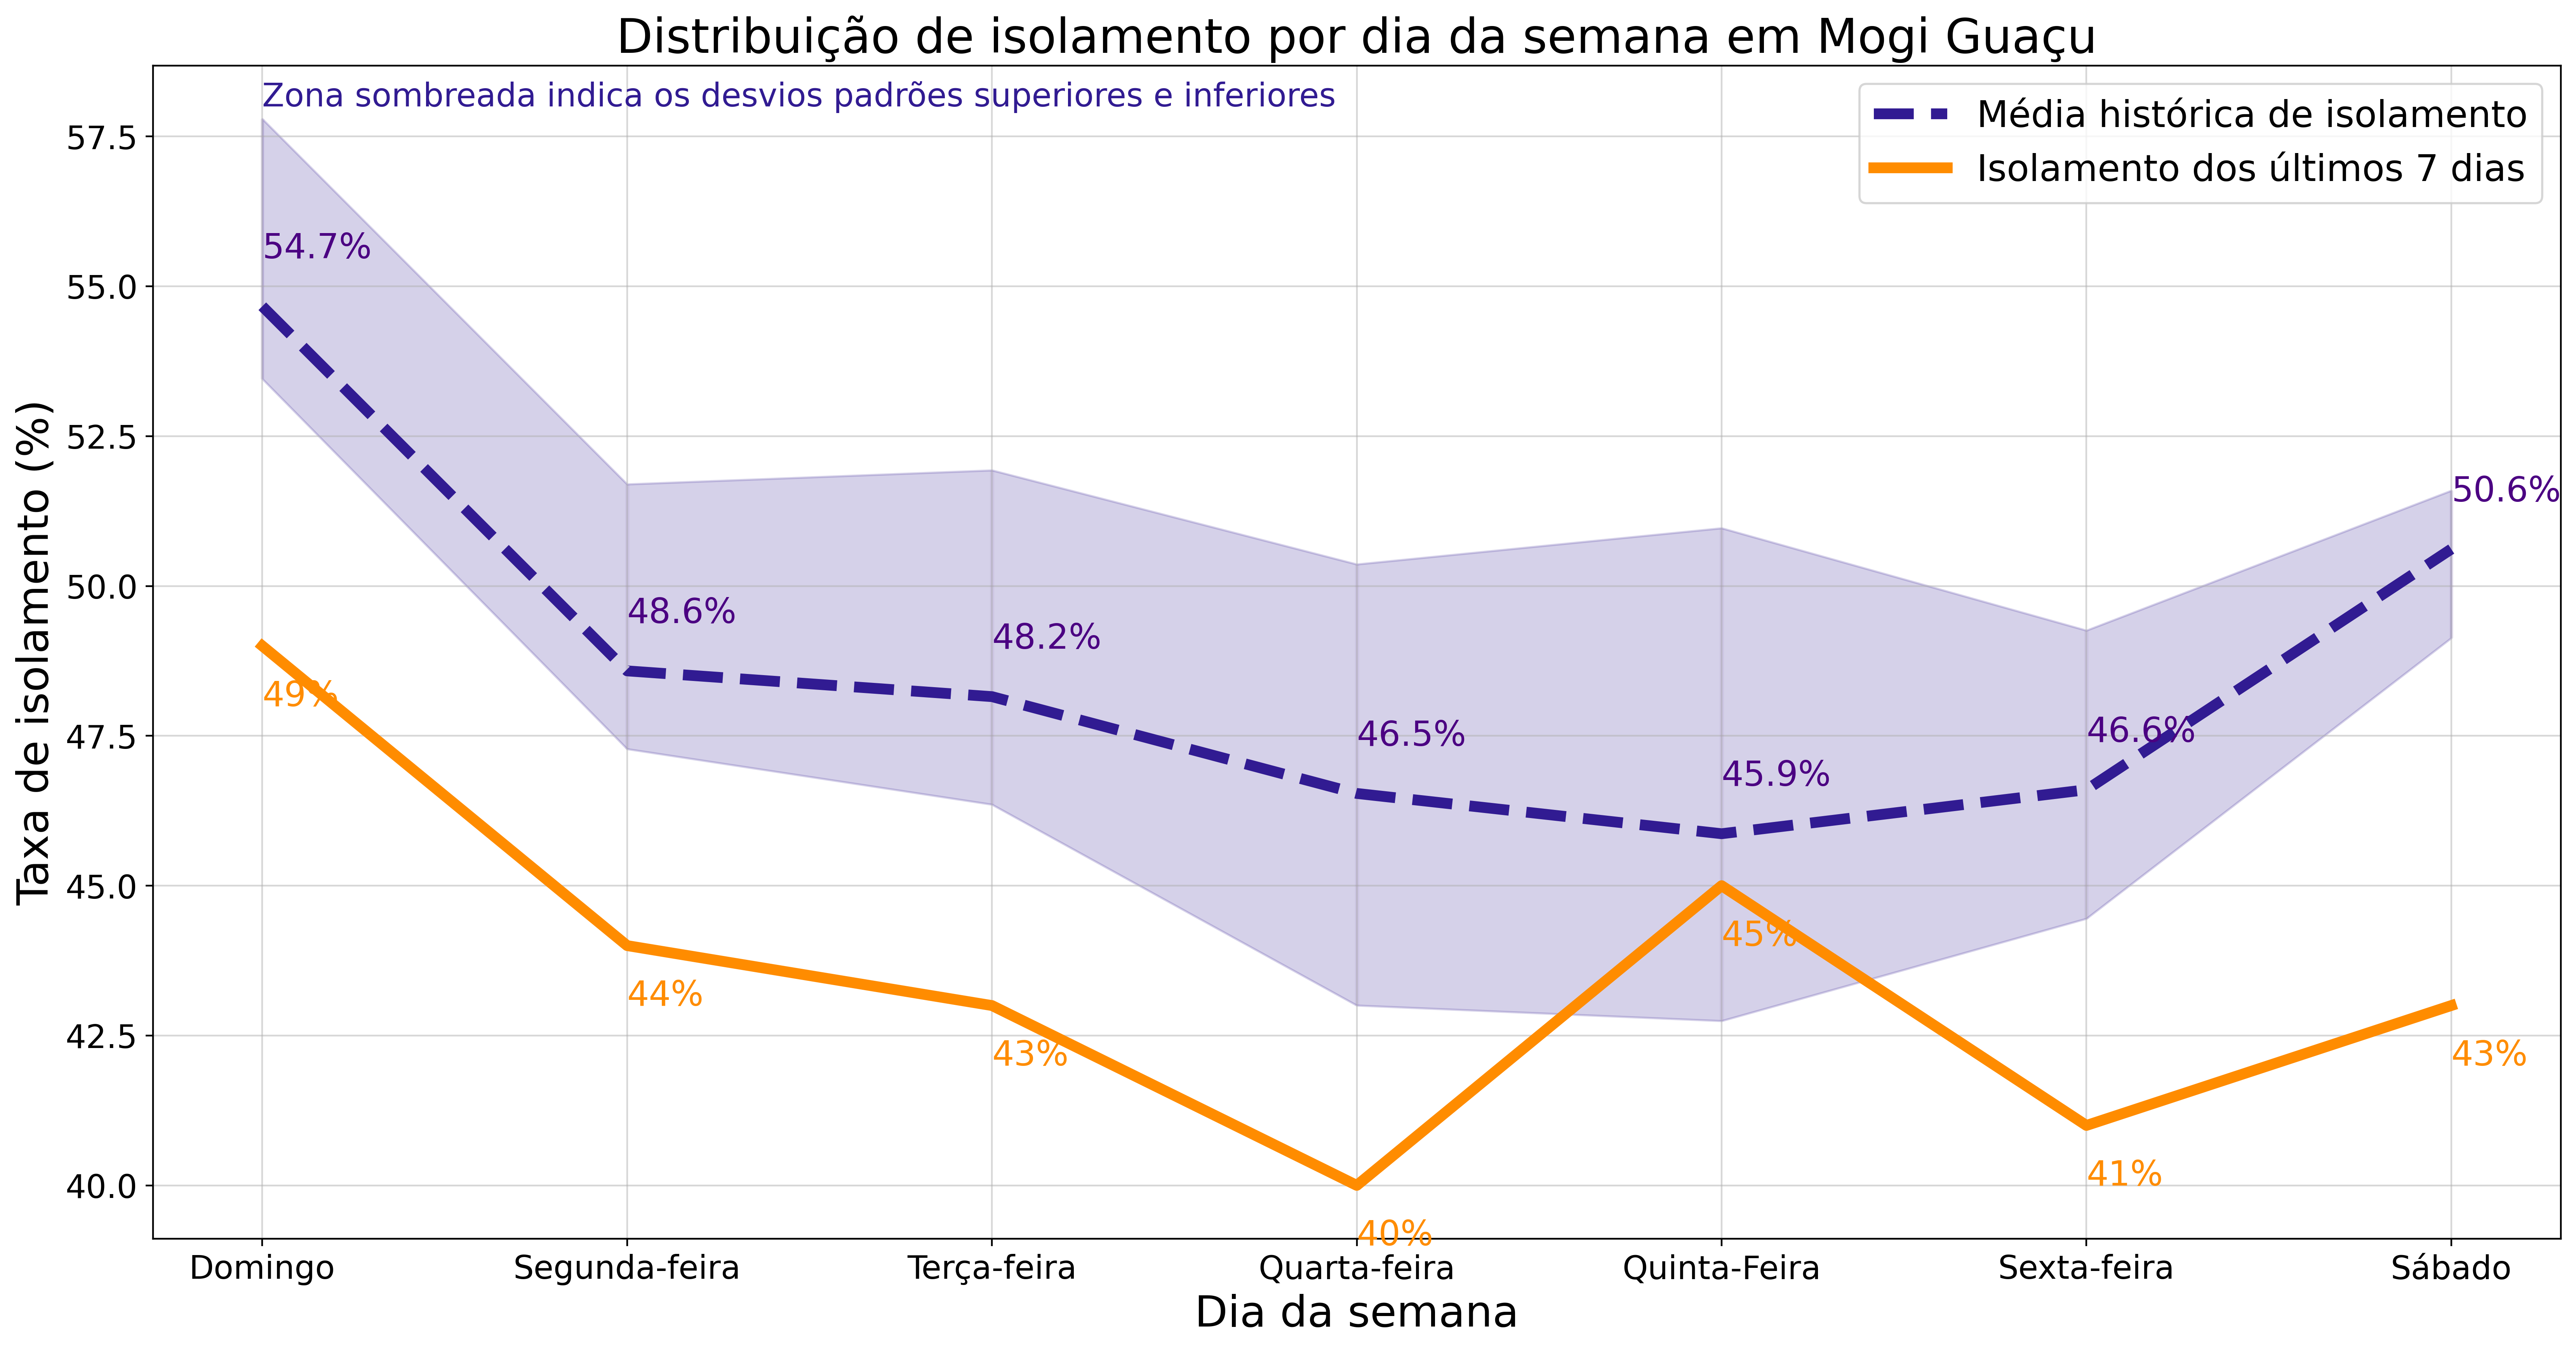 Distribuição de isolamento por dia da semana em Mogi Guaçu
Zona sombreada indica os desvios padrões superiores e inferiores
Média histórica de isolamento
Isolamento dos últimos 7 dias
Taxa de isolamento (%)
57.5
55.0
52.5
50.0
47.5
45.0
42.5
40.0
54.7%
48.6%
48.2%
46.5%
45.9%
46.6%
50.6%
49%
44%
43%
40%
45%
41%
43%
Domingo
Segunda-feira
Terça-feira
Quarta-feira
Quinta-Feira
Sexta-feira
Sábado
Dia da semana